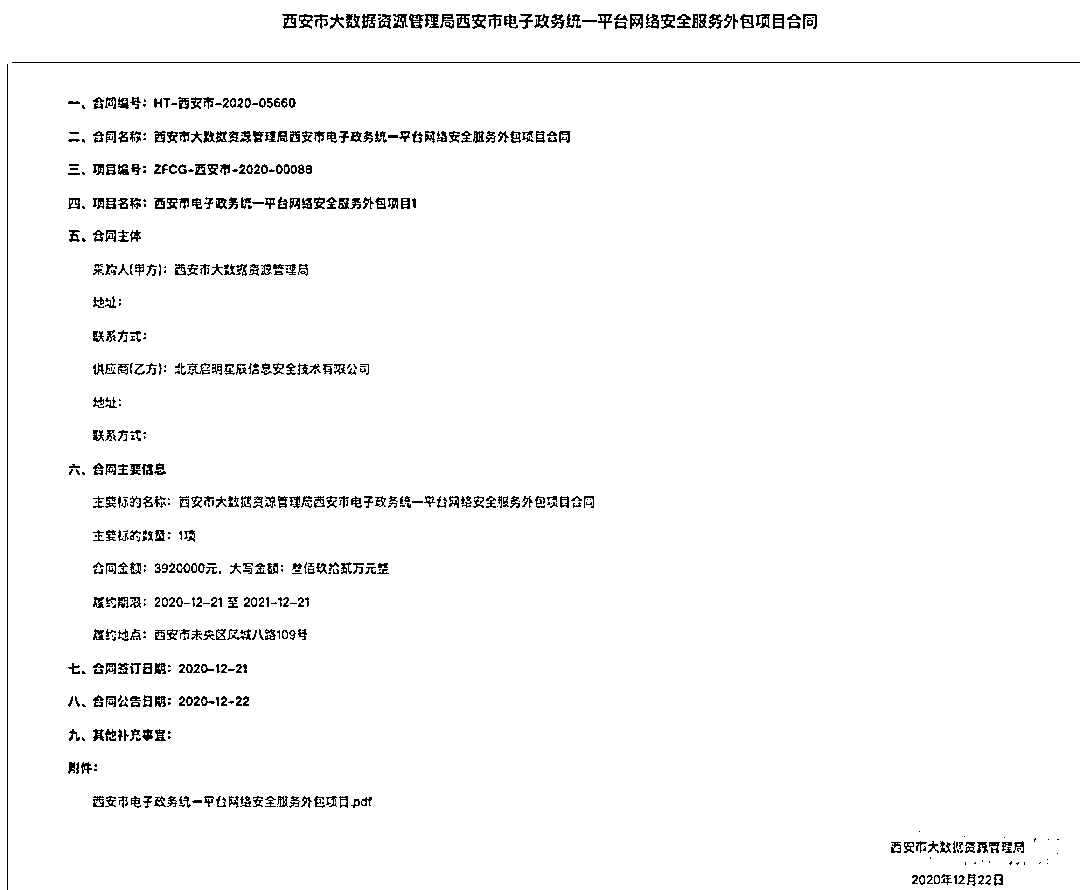 西安市大数据资源管理局西安市电子政务统一平台网络安全服务外包项目合同
一、合同编号：HT-西安市-2020-05660
二、合同名称：西安市大数据资源管理局西安市电子政务统一平台网络安全服务外包项目合同
三、项目编号：ZFCG-西安市-2020-00088
四、项目名称：西安市电子政务统一平台网络安全服务外包项目1
五、合同主体
采购人(甲方)：西安市大数据资源管理局
地址：
联系方式：
供应商(乙方)：北京启明星辰信息安全技术有限公司
地址：
联系方式：
六、合同主要信息
主要标的名称：西安市大数据资源管理局西安市电子政务统一平台网络安全服务外包项目合同
主要标的数量：1项
合同金额：3920000元，大写金额：叁佰玖拾贰万元整
履约期限：2020-12-21 至 2021-12-21
履约地点：西安市未央区凤城八路109号
七、合同签订日期：2020-12-21
八、合同公告日期：2020-12-22
九、其他补充事宜：
附件：
西安市电子政务统一平台网络安全服务外包项目.pdf
西安市大数据资源管理局
2020年12月22日